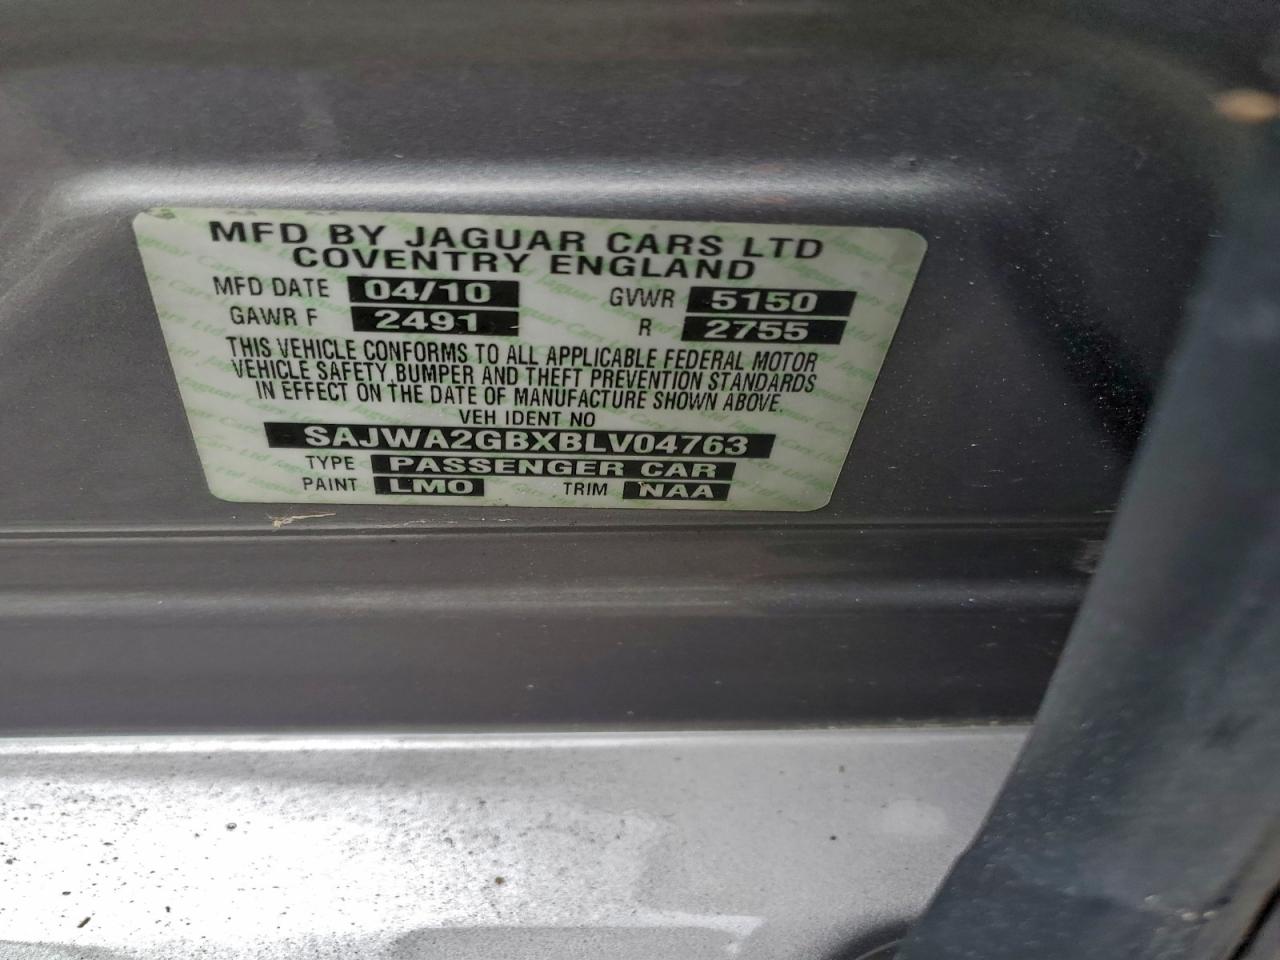 MFD BY JAGUAR CARS LTD
COVENTRY ENGLAND
MFD DATE 04/10 GVWR 5150
GAWR F 2491 R 2755
THIS VEHICLE CONFORMS TO ALL APPLICABLE FEDERAL MOTOR
VEHICLE SAFETY, BUMPER AND THEFT PREVENTION STANDARDS
IN EFFECT ON THE DATE OF MANUFACTURE SHOWN ABOVE.
VEH IDENT NO
SAJWA2GBXBLV04763
TYPE PASSENGER CAR
PAINT LMO TRIM NAA